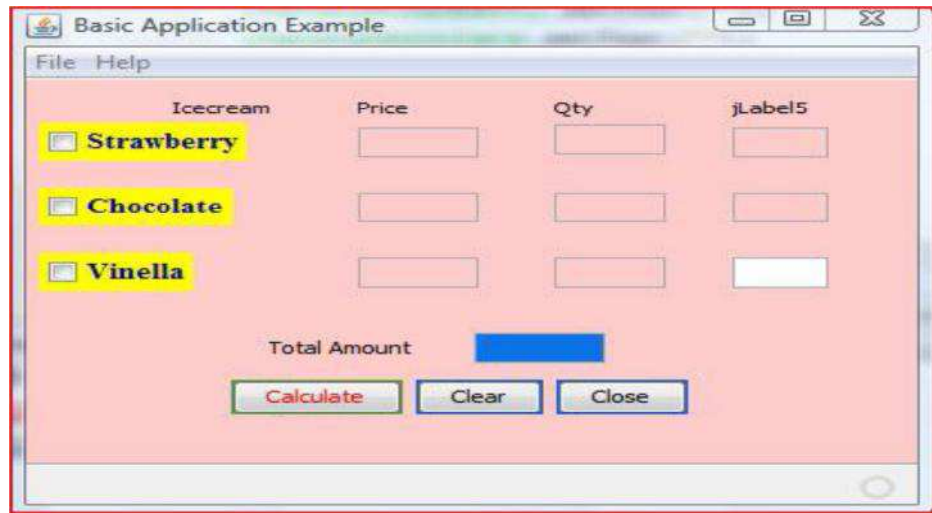 Basic Application Example
File Help
Icecream Price Qty jLabel5
Strawberry
Chocolate
Vinella
Total Amount
Calculate Clear Close